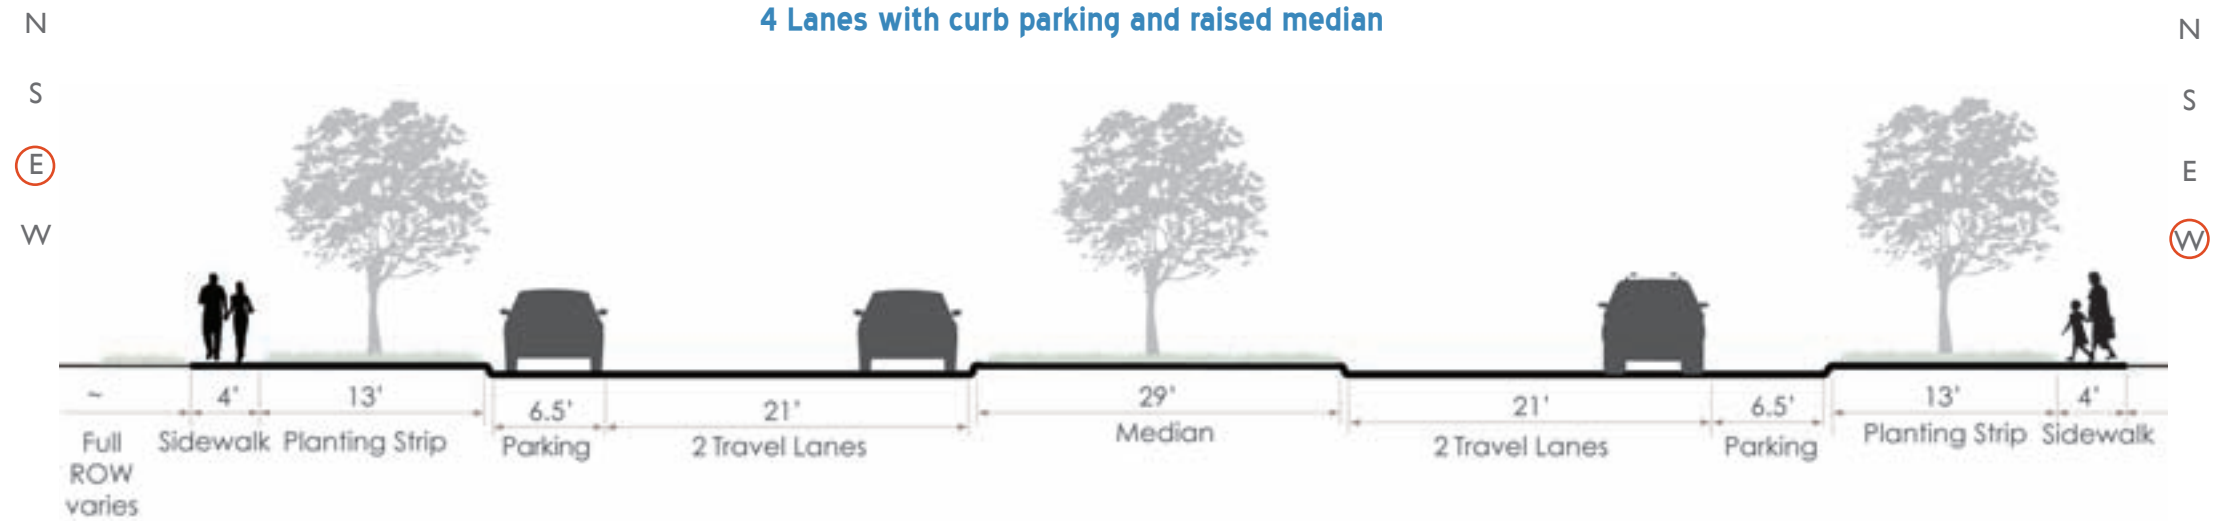 4 Lanes with curb parking and raised median
N
S
E
W
N
S
E
W
~
4'
13'
6.5'
21'
29'
21'
6.5'
13'
4'
Full
ROW
varies
Sidewalk
Planting Strip
Parking
2 Travel Lanes
Median
2 Travel Lanes
Parking
Planting Strip
Sidewalk